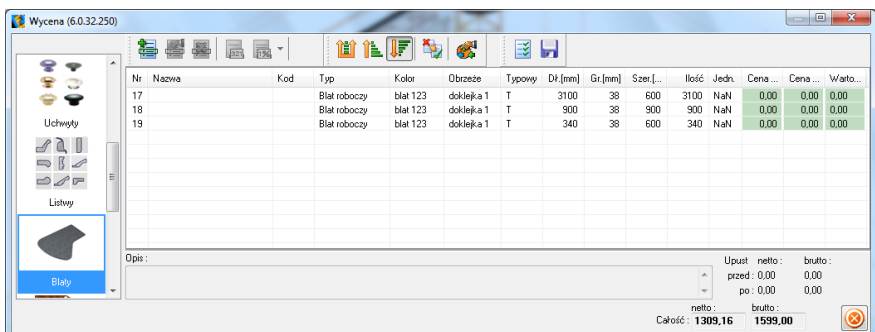 Wycena (6.0.32.250)
Nr Nazwa Kod Typ Kolor Obrzeże Typowy Dł.[mm] Gr.[mm] Szer.[... Ilość Jedn. Cena ... Cena ... Warto...
17 Blat roboczy blat 123 doklejka 1 T 3100 38 600 3100 NaN 0,00 0,00 0,00
18 Blat roboczy blat 123 doklejka 1 T 900 38 900 900 NaN 0,00 0,00 0,00
19 Blat roboczy blat 123 doklejka 1 T 340 38 600 340 NaN 0,00 0,00 0,00
Uchwyty
Listwy
Blaty
Opis :
Upust netto : brutto :
przed : 0,00 0,00
po : 0,00 0,00
netto : brutto :
Całość : 1309,16 1599,00